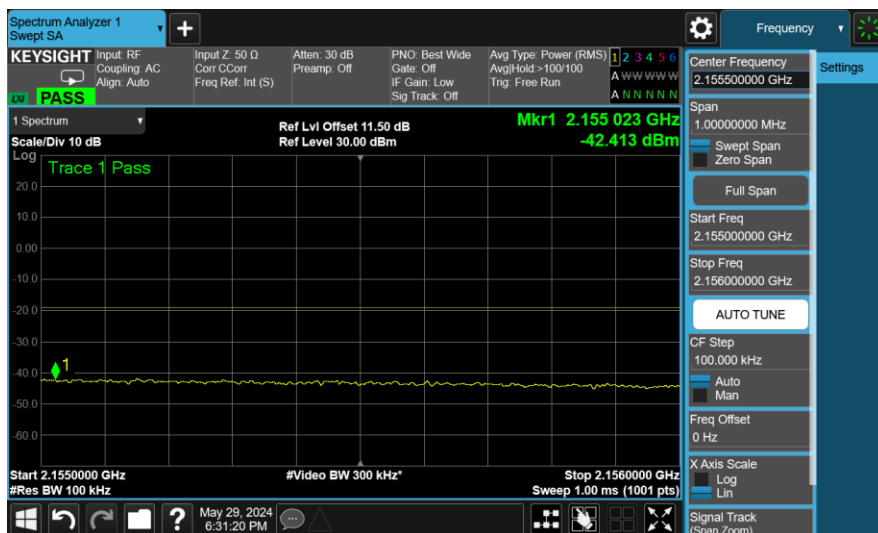 Spectrum Analyzer 1
Swept SA
Frequency
KEYSIGHT
Input: RF
Coupling: AC
Align: Auto
Input Z: 50 Ω
Corr CCorr
Freq Ref: Int (S)
Atten: 30 dB
Preamp: Off
PNO: Best Wide
Gate: Off
IF Gain: Low
Sig Track: Off
Avg Type: Power (RMS)
Avg|Hold:>100/100
Trig: Free Run
1 2 3 4 5 6
A W W W W W
A N N N N N
LXI
PASS
1 Spectrum
Scale/Div 10 dB
Ref Lvl Offset 11.50 dB
Ref Level 30.00 dBm
Mkr1 2.155 023 GHz
-42.413 dBm
Log
Trace 1 Pass
20.0
10.0
0.00
-10.0
-20.0
-30.0
-40.0
-50.0
-60.0
1
Start 2.1550000 GHz
#Res BW 100 kHz
#Video BW 300 kHz*
Stop 2.1560000 GHz
Sweep 1.00 ms (1001 pts)
May 29, 2024
6:31:20 PM
Center Frequency
2.155500000 GHz
Settings
Span
1.00000000 MHz
Swept Span
Zero Span
Full Span
Start Freq
2.155000000 GHz
Stop Freq
2.156000000 GHz
AUTO TUNE
CF Step
100.000 kHz
Auto
Man
Freq Offset
0 Hz
X Axis Scale
Log
Lin
Signal Track
(Span Zoom)